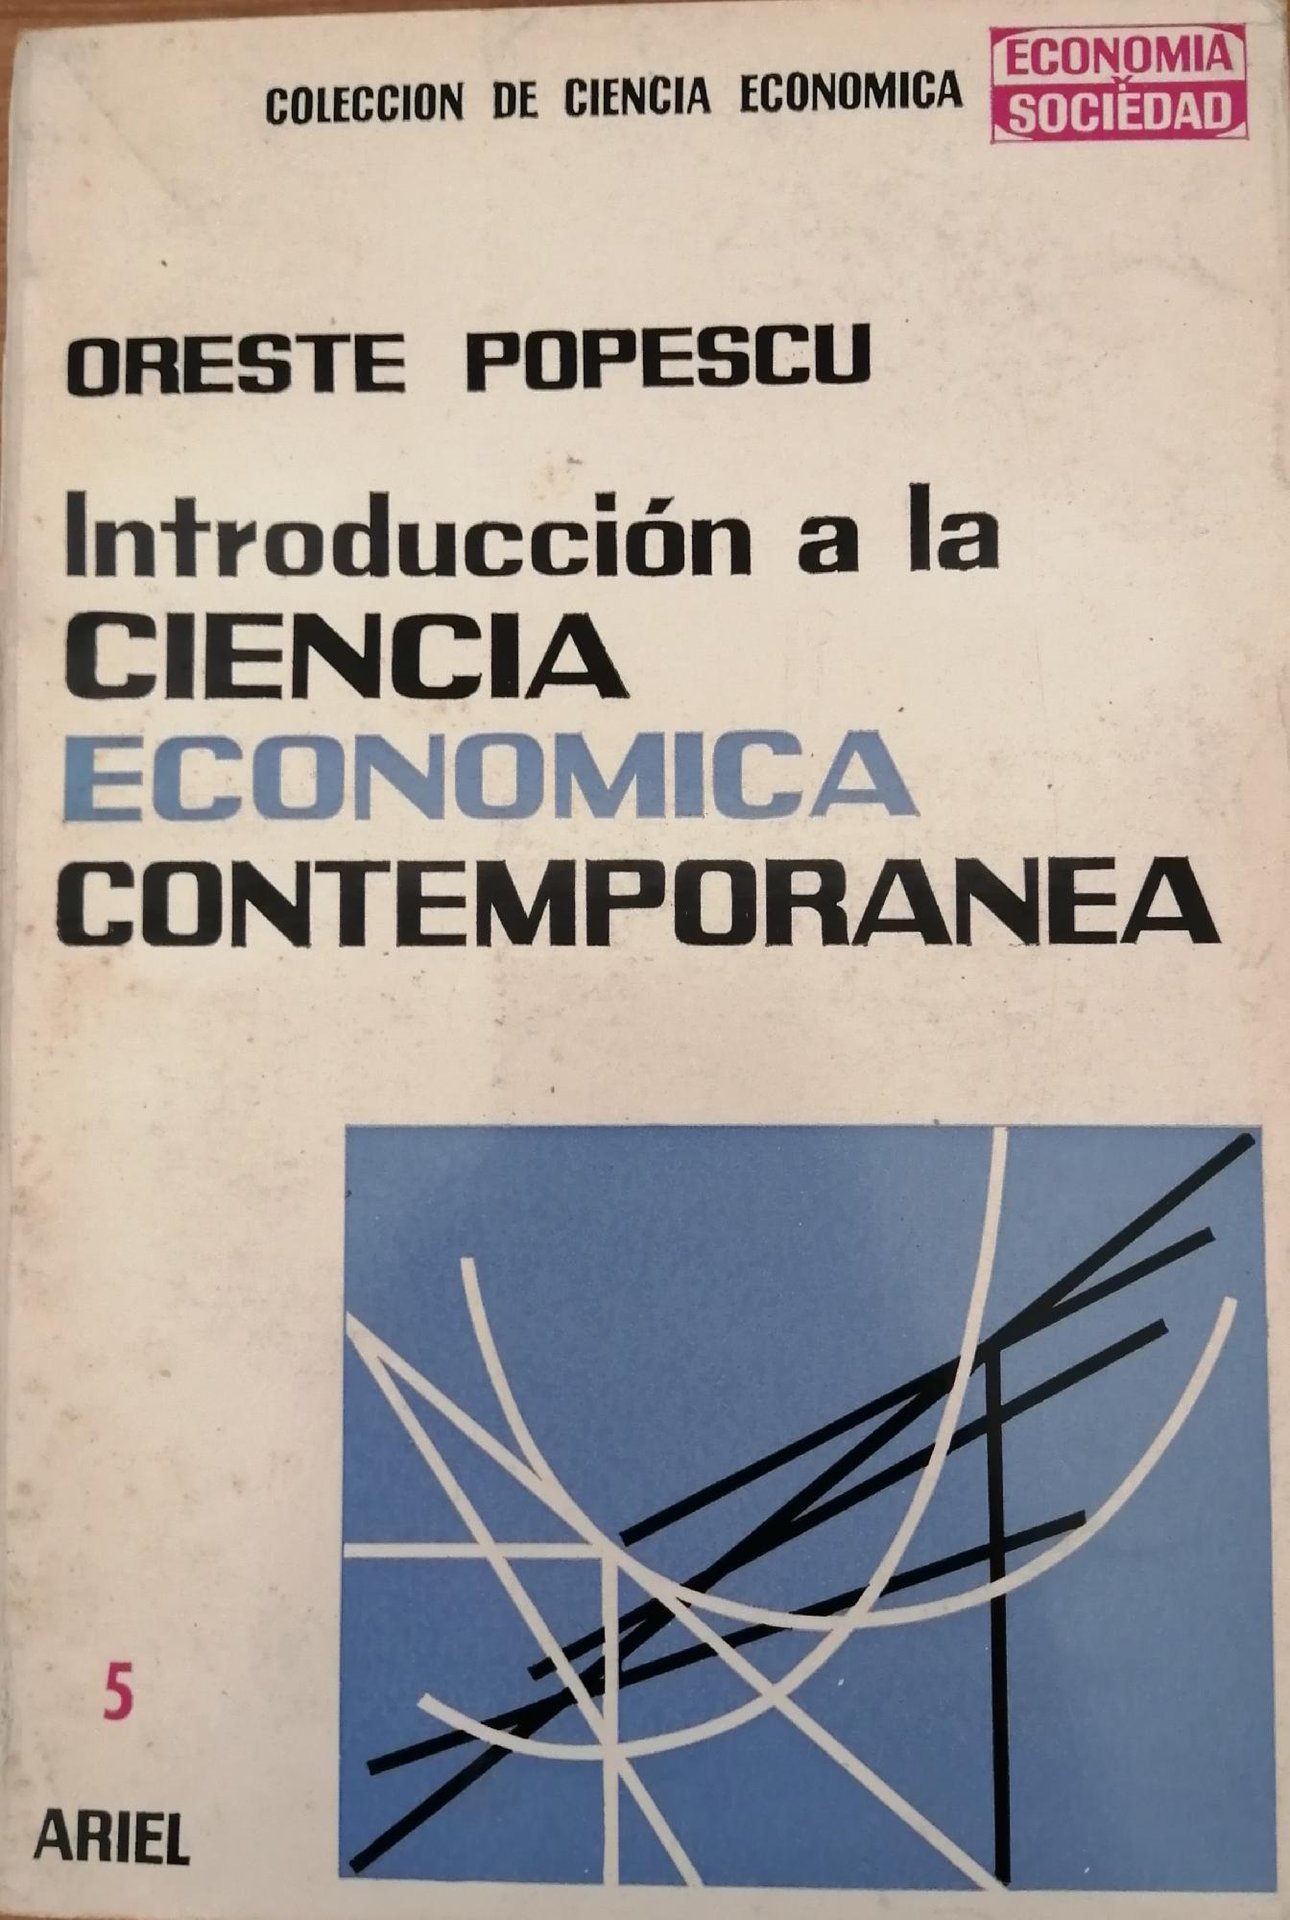 COLECCION DE CIENCIA ECONOMICA
ECONOMIA
Y
SOCIEDAD
ORESTE POPESCU
Introducción a la
CIENCIA
ECONOMICA
CONTEMPORANEA
5
ARIEL